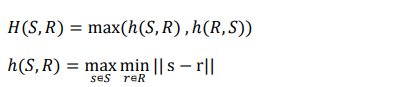 H(S,R) = max(h(S,R) ,h(R,S))
h(S,R) = max min || s − r||
s∈S r∈R